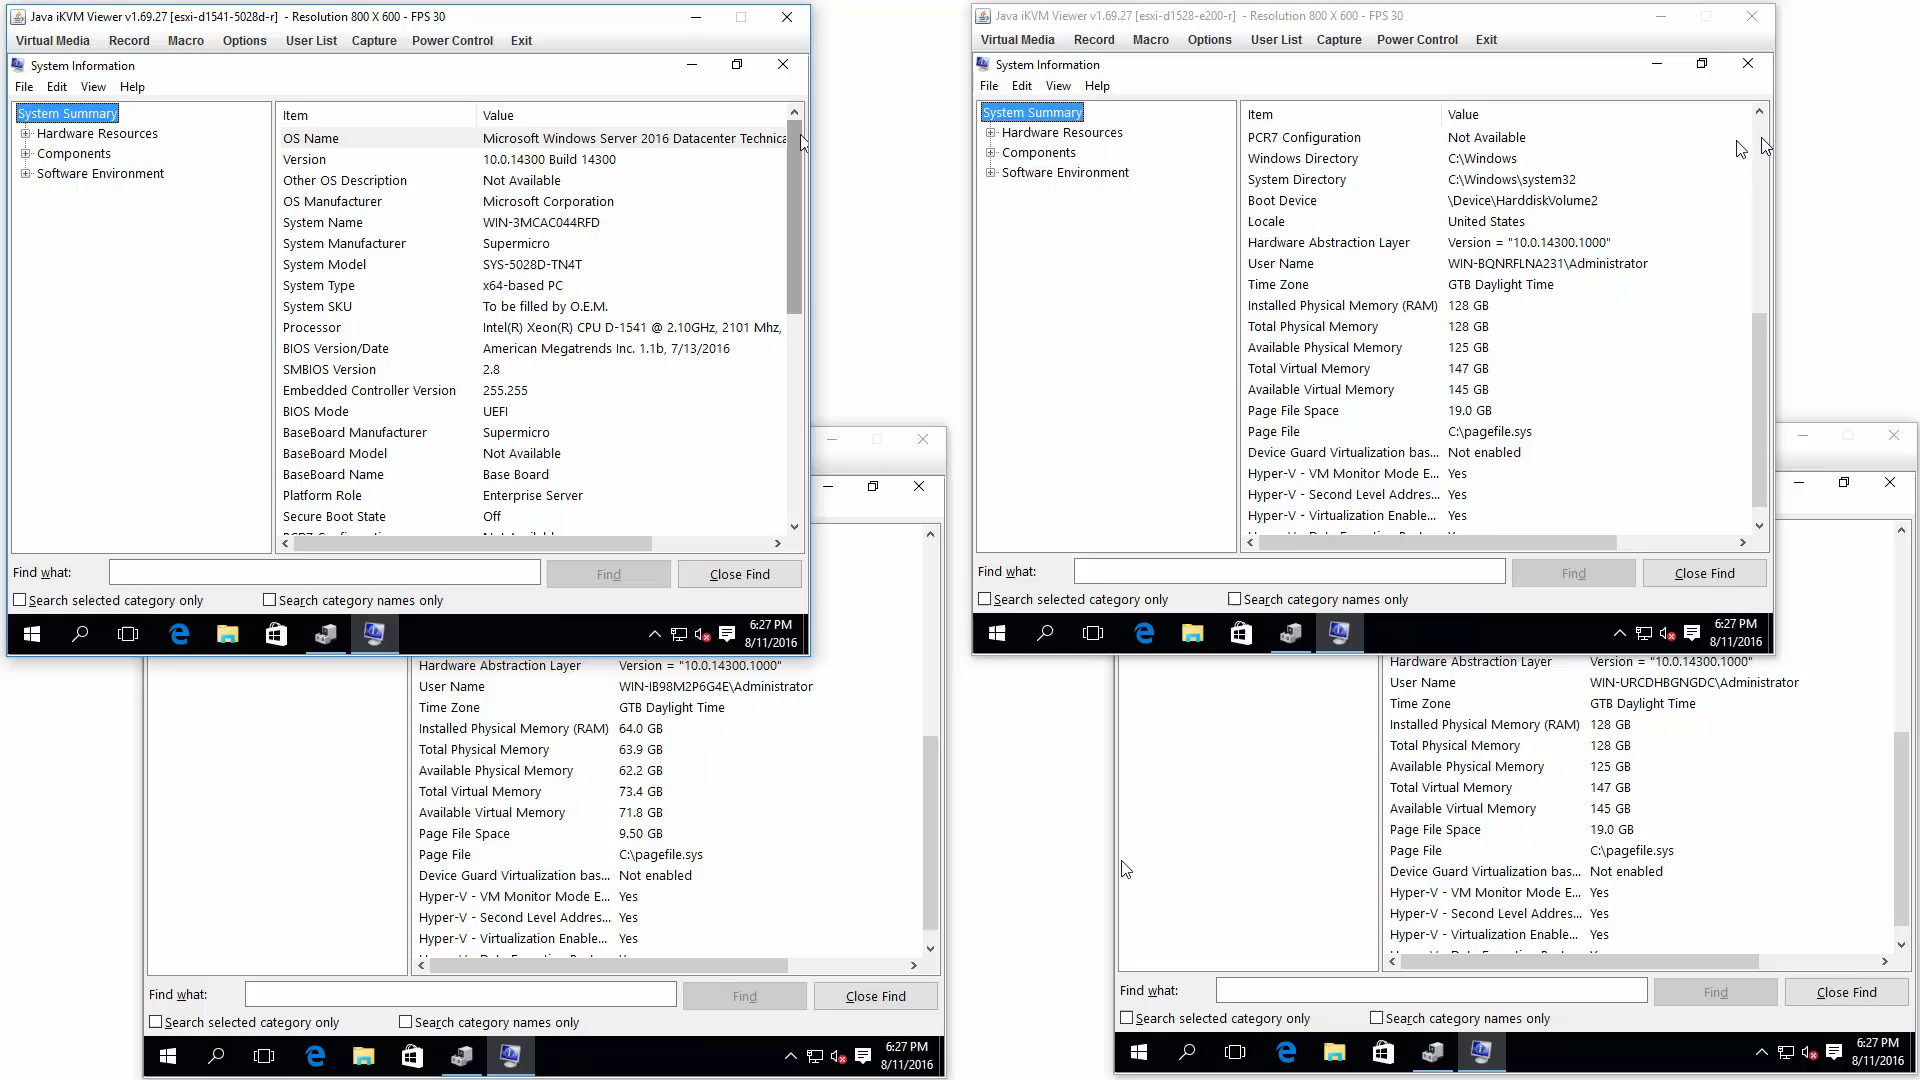 Java iKVM Viewer v1.69.27 [esxi-d1541-5028d-r] - Resolution 800 X 600 - FPS 30
Virtual Media Record Macro Options User List Capture Power Control Exit
System Information
File Edit View Help
System Summary
Hardware Resources
Components
Software Environment
Item Value
OS Name Microsoft Windows Server 2016 Datacenter Technica
Version 10.0.14300 Build 14300
Other OS Description Not Available
OS Manufacturer Microsoft Corporation
System Name WIN-3MCAC044RFD
System Manufacturer Supermicro
System Model SYS-5028D-TN4T
System Type x64-based PC
System SKU To be filled by O.E.M.
Processor Intel(R) Xeon(R) CPU D-1541 @ 2.10GHz, 2101 Mhz,
BIOS Version/Date American Megatrends Inc. 1.1b, 7/13/2016
SMBIOS Version 2.8
Embedded Controller Version 255.255
BIOS Mode UEFI
BaseBoard Manufacturer Supermicro
BaseBoard Model Not Available
BaseBoard Name Base Board
Platform Role Enterprise Server
Secure Boot State Off
Find what: Find Close Find
Search selected category only Search category names only
6:27 PM
8/11/2016
Java iKVM Viewer v1.69.27 [esxi-d1528-e200-r] - Resolution 800 X 600 - FPS 30
Virtual Media Record Macro Options User List Capture Power Control Exit
System Information
File Edit View Help
System Summary
Hardware Resources
Components
Software Environment
Item Value
PCR7 Configuration Not Available
Windows Directory C:\Windows
System Directory C:\Windows\system32
Boot Device \Device\HarddiskVolume2
Locale United States
Hardware Abstraction Layer Version = "10.0.14300.1000"
User Name WIN-BQNRFLNA231\Administrator
Time Zone GTB Daylight Time
Installed Physical Memory (RAM) 128 GB
Total Physical Memory 128 GB
Available Physical Memory 125 GB
Total Virtual Memory 147 GB
Available Virtual Memory 145 GB
Page File Space 19.0 GB
Page File C:\pagefile.sys
Device Guard Virtualization bas... Not enabled
Hyper-V - VM Monitor Mode E... Yes
Hyper-V - Second Level Addres... Yes
Hyper-V - Virtualization Enable... Yes
Find what: Find Close Find
Search selected category only Search category names only
6:27 PM
8/11/2016
Hardware Abstraction Layer Version = "10.0.14300.1000"
User Name WIN-IB98M2P6G4E\Administrator
Time Zone GTB Daylight Time
Installed Physical Memory (RAM) 64.0 GB
Total Physical Memory 63.9 GB
Available Physical Memory 62.2 GB
Total Virtual Memory 73.4 GB
Available Virtual Memory 71.8 GB
Page File Space 9.50 GB
Page File C:\pagefile.sys
Device Guard Virtualization bas... Not enabled
Hyper-V - VM Monitor Mode E... Yes
Hyper-V - Second Level Addres... Yes
Hyper-V - Virtualization Enable... Yes
Find what: Find Close Find
Search selected category only Search category names only
6:27 PM
8/11/2016
Hardware Abstraction Layer Version = "10.0.14300.1000"
User Name WIN-URCDHBGNGDC\Administrator
Time Zone GTB Daylight Time
Installed Physical Memory (RAM) 128 GB
Total Physical Memory 128 GB
Available Physical Memory 125 GB
Total Virtual Memory 147 GB
Available Virtual Memory 145 GB
Page File Space 19.0 GB
Page File C:\pagefile.sys
Device Guard Virtualization bas... Not enabled
Hyper-V - VM Monitor Mode E... Yes
Hyper-V - Second Level Addres... Yes
Hyper-V - Virtualization Enable... Yes
Find what: Find Close Find
Search selected category only Search category names only
6:27 PM
8/11/2016